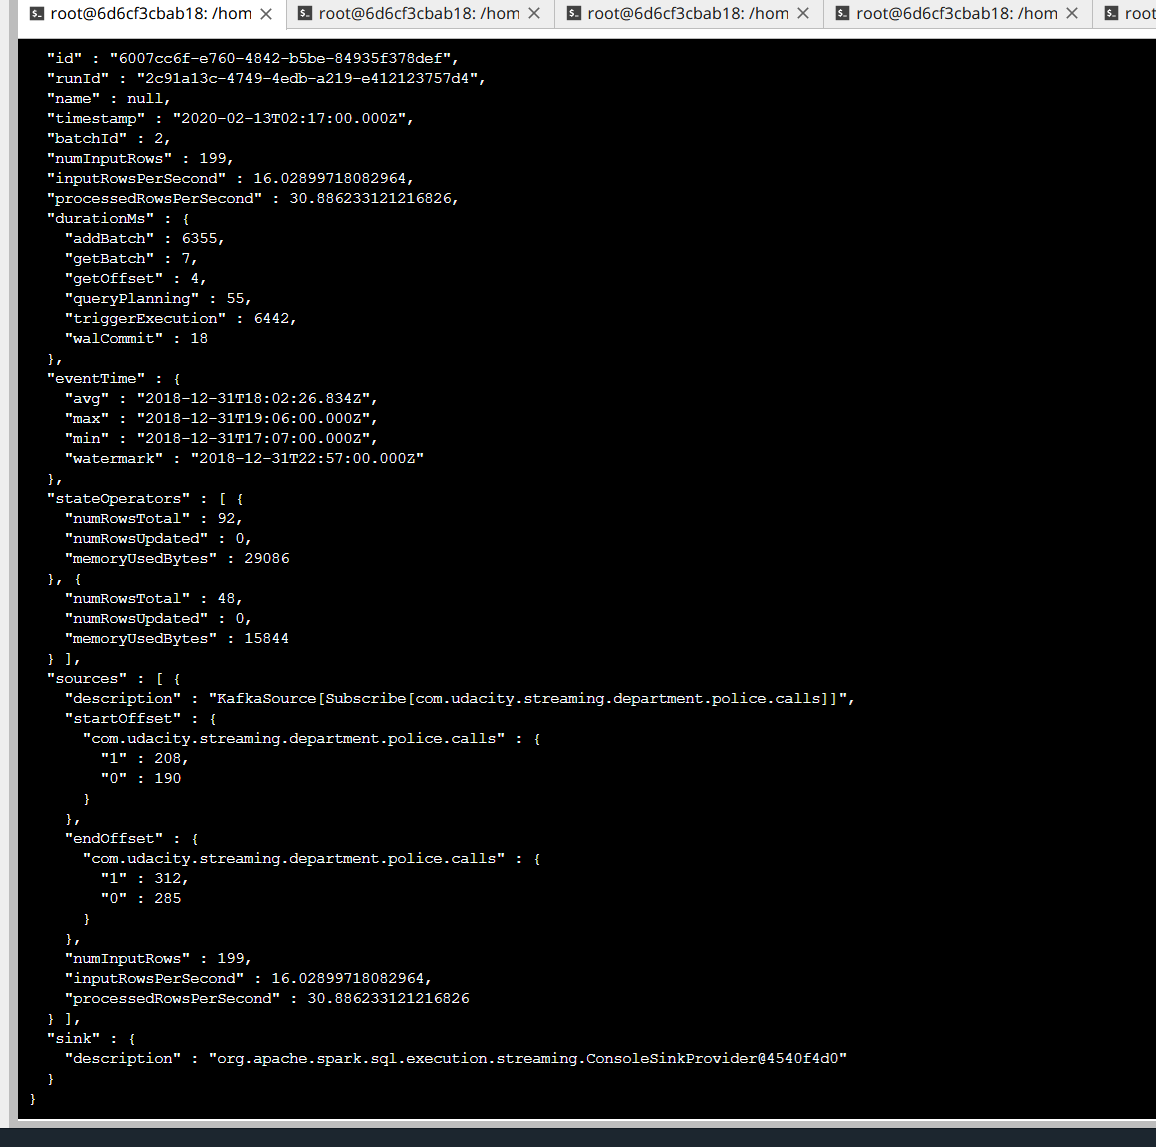 root@6d6cf3cbab18: /hom root@6d6cf3cbab18: /hom root@6d6cf3cbab18: /hom root@6d6cf3cbab18: /hom root
"id" : "6007cc6f-e760-4842-b5be-84935f378def",
"runId" : "2c91a13c-4749-4edb-a219-e412123757d4",
"name" : null,
"timestamp" : "2020-02-13T02:17:00.000Z",
"batchId" : 2,
"numInputRows" : 199,
"inputRowsPerSecond" : 16.02899718082964,
"processedRowsPerSecond" : 30.886233121216826,
"durationMs" : {
"addBatch" : 6355,
"getBatch" : 7,
"getOffset" : 4,
"queryPlanning" : 55,
"triggerExecution" : 6442,
"walCommit" : 18
},
"eventTime" : {
"avg" : "2018-12-31T18:02:26.834Z",
"max" : "2018-12-31T19:06:00.000Z",
"min" : "2018-12-31T17:07:00.000Z",
"watermark" : "2018-12-31T22:57:00.000Z"
},
"stateOperators" : [ {
"numRowsTotal" : 92,
"numRowsUpdated" : 0,
"memoryUsedBytes" : 29086
}, {
"numRowsTotal" : 48,
"numRowsUpdated" : 0,
"memoryUsedBytes" : 15844
} ],
"sources" : [ {
"description" : "KafkaSource[Subscribe[com.udacity.streaming.department.police.calls]]",
"startOffset" : {
"com.udacity.streaming.department.police.calls" : {
"1" : 208,
"0" : 190
}
},
"endOffset" : {
"com.udacity.streaming.department.police.calls" : {
"1" : 312,
"0" : 285
}
},
"numInputRows" : 199,
"inputRowsPerSecond" : 16.02899718082964,
"processedRowsPerSecond" : 30.886233121216826
} ],
"sink" : {
"description" : "org.apache.spark.sql.execution.streaming.ConsoleSinkProvider@4540f4d0"
}
}